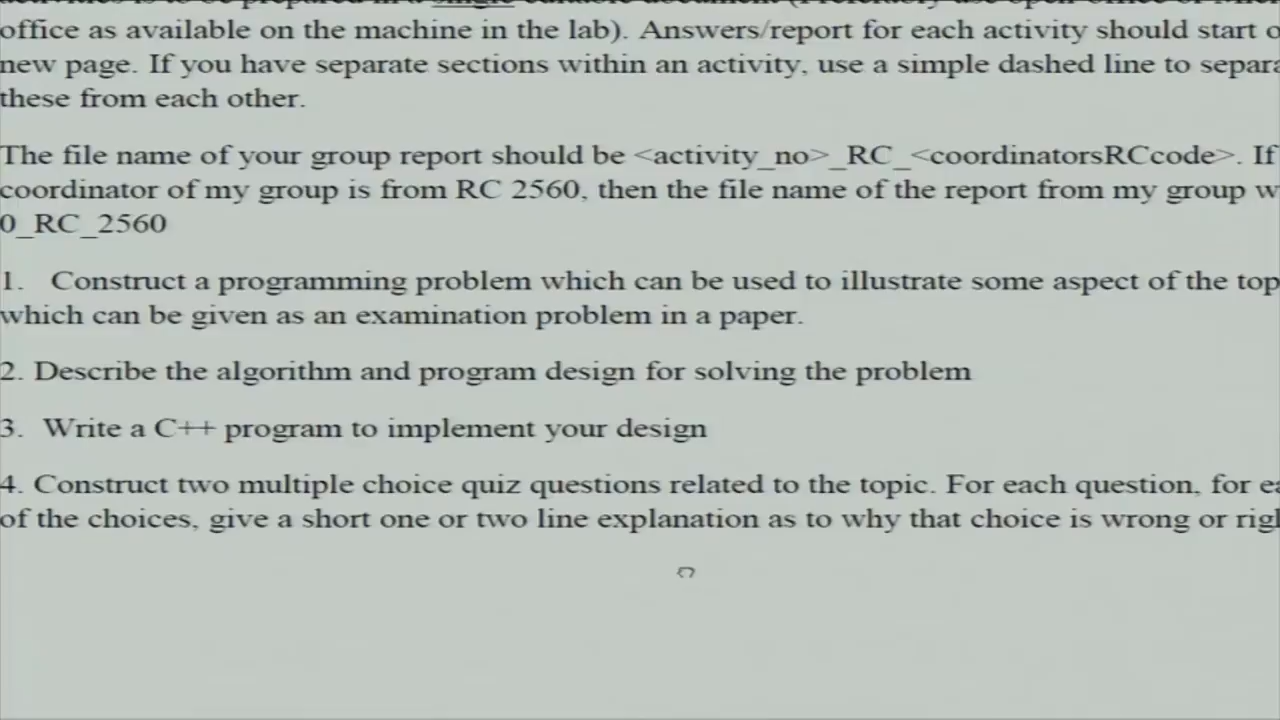 office as available on the machine in the lab). Answers/report for each activity should start
new page. If you have separate sections within an activity, use a simple dashed line to
these from each other.
The file name of your group report should be <activity_no>_RC_<coordinatorsRCcode>. If
coordinator of my group is from RC 2560, then the file name of the report from my group
0_RC_2560
1. Construct a programming problem which can be used to illustrate some aspect of the
which can be given as an examination problem in a paper.
2. Describe the algorithm and program design for solving the problem
3. Write a C++ program to implement your design
4. Construct two multiple choice quiz questions related to the topic. For each question, for
of the choices, give a short one or two line explanation as to why that choice is wrong or